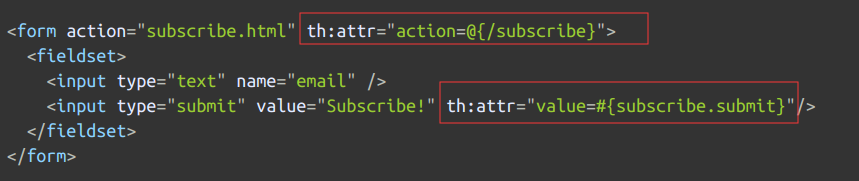 <form action="subscribe.html" th:attr="action=@{/subscribe}">
<fieldset>
<input type="text" name="email" />
<input type="submit" value="Subscribe!" th:attr="value=#{subscribe.submit}"/>
</fieldset>
</form>